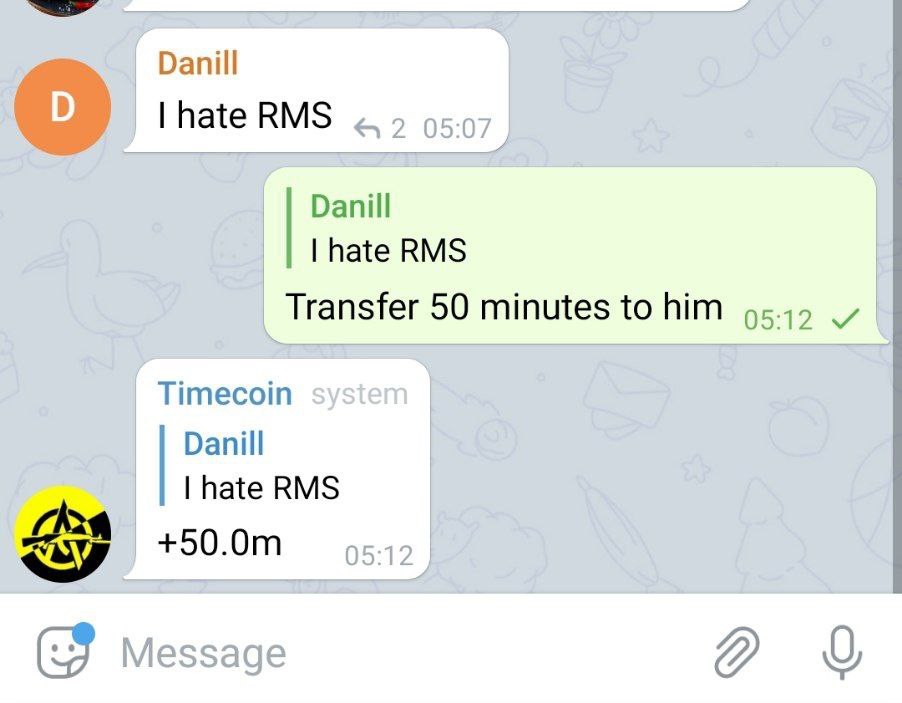 Danill
I hate RMS 2 05:07
Danill
I hate RMS
Transfer 50 minutes to him 05:12
Timecoin system
Danill
I hate RMS
+50.0m 05:12
Message
D